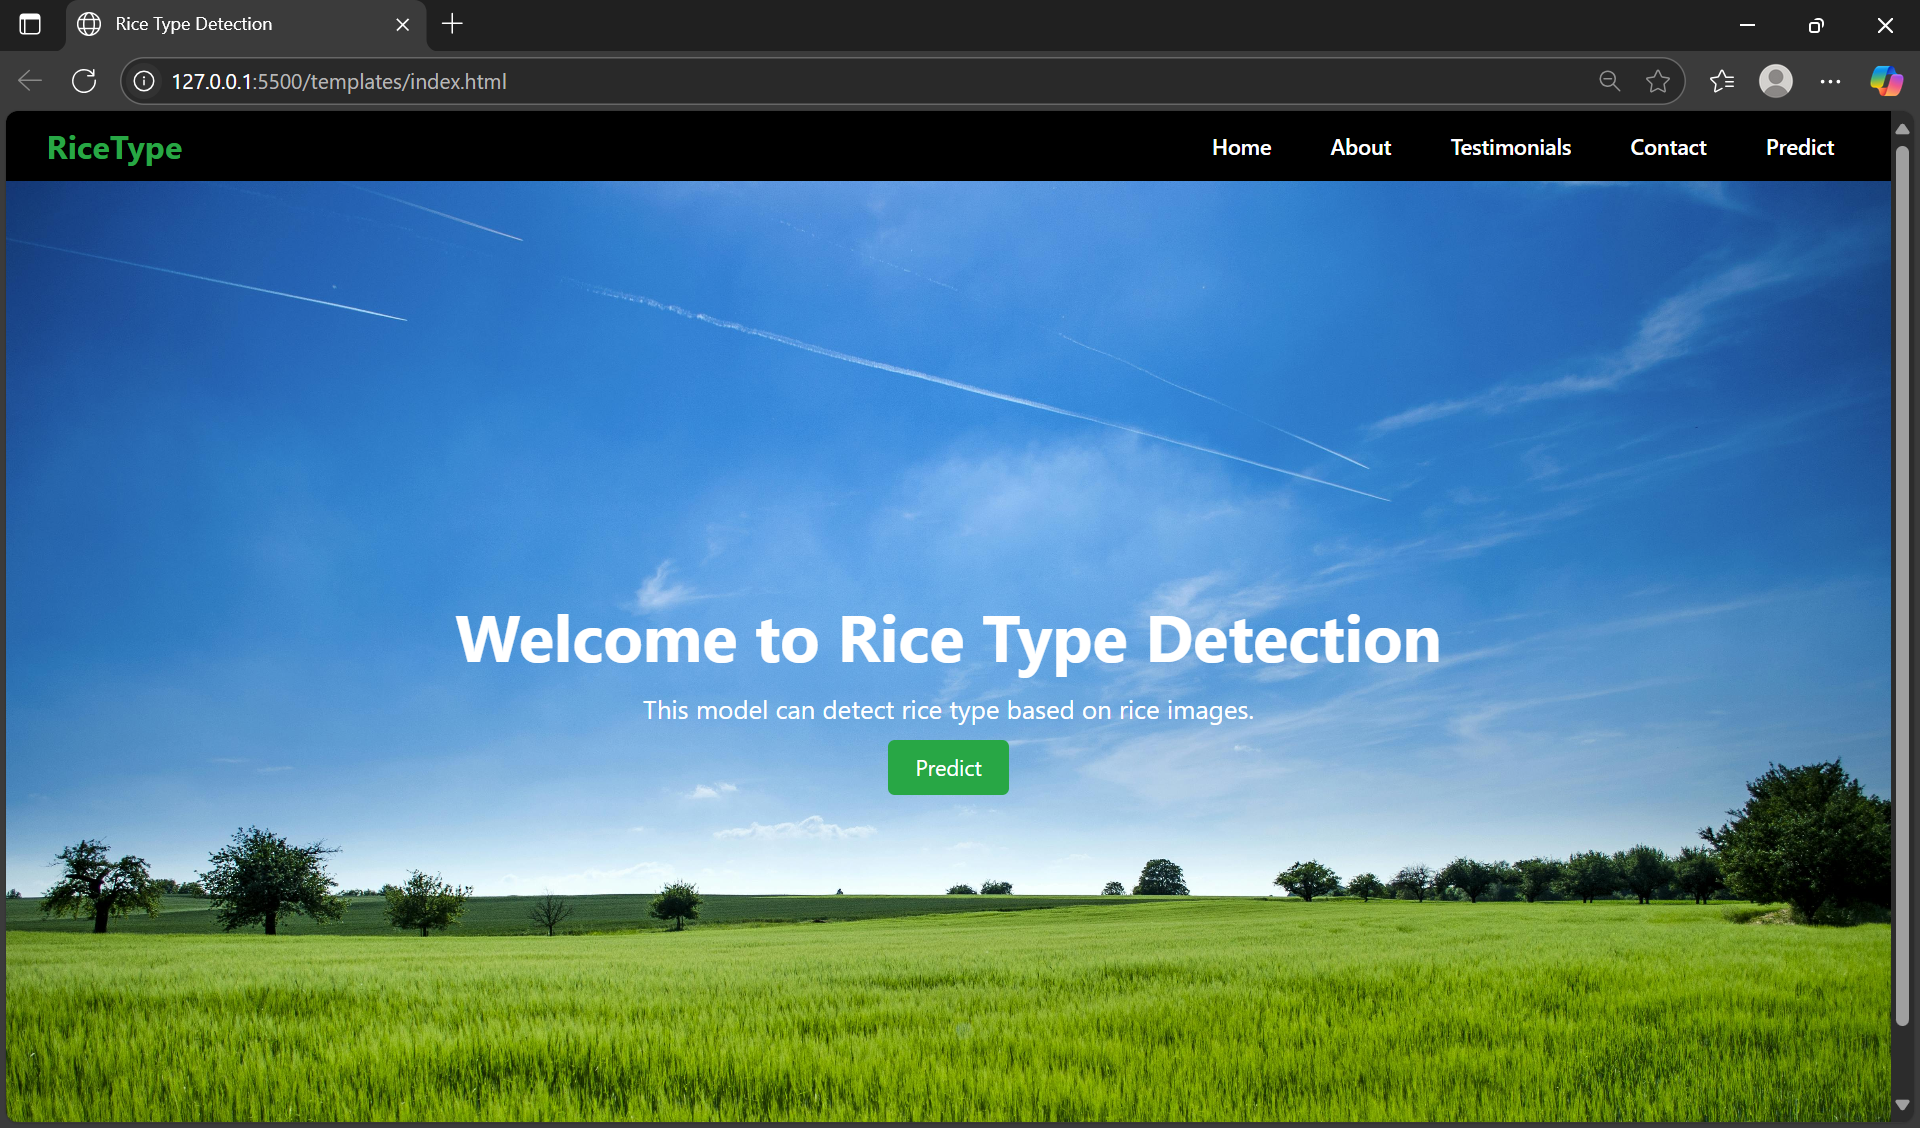 Rice Type Detection
127.0.0.1:5500/templates/index.html
RiceType Home About Testimonials Contact Predict
Welcome to Rice Type Detection
This model can detect rice type based on rice images.
Predict